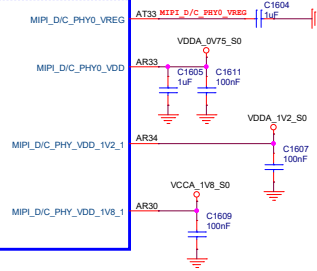 C1604
MIPI_D/C_PHY0_VREG AT33 MIPI_D/C_PHY0_VREG 1uF
VDDA_0V75_S0
MIPI_D/C_PHY0_VDD AR33
C1605 C1611
1uF 100nF
VDDA_1V2_S0
MIPI_D/C_PHY_VDD_1V2_1 AR34
C1607
100nF
VCCA_1V8_S0
MIPI_D/C_PHY_VDD_1V8_1 AR30
C1609
100nF